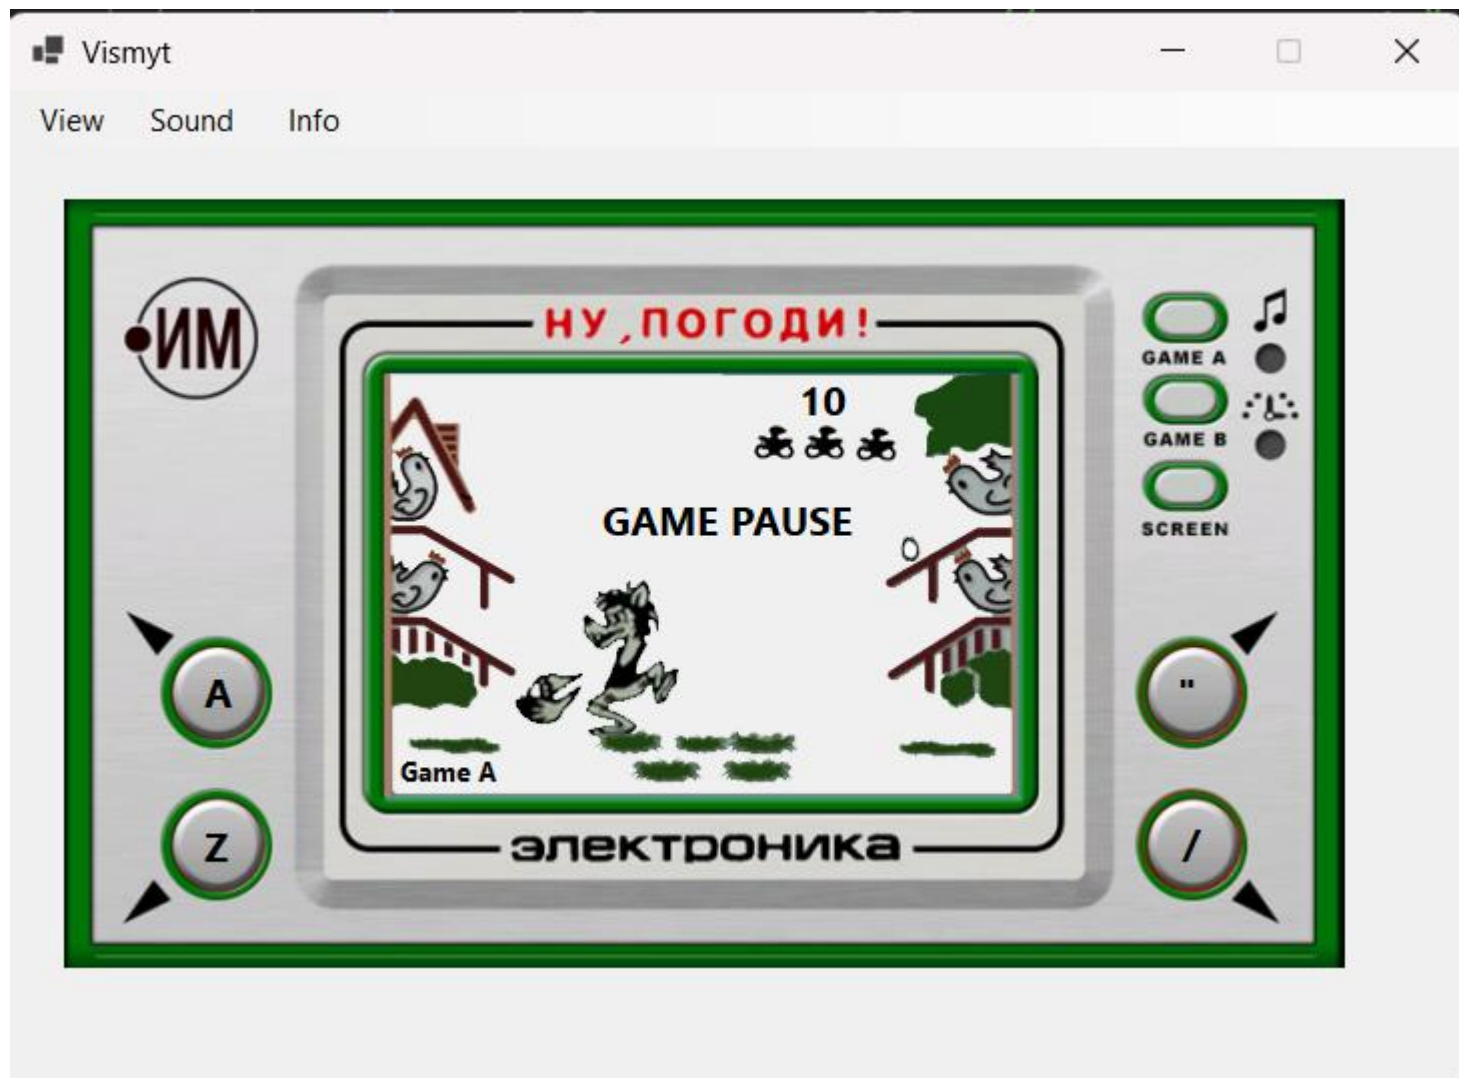 Vismyt
View Sound Info
ИМ
НУ, ПОГОДИ!
10
GAME PAUSE
Game A
электроника
GAME A
GAME B
SCREEN
A
Z
"
/